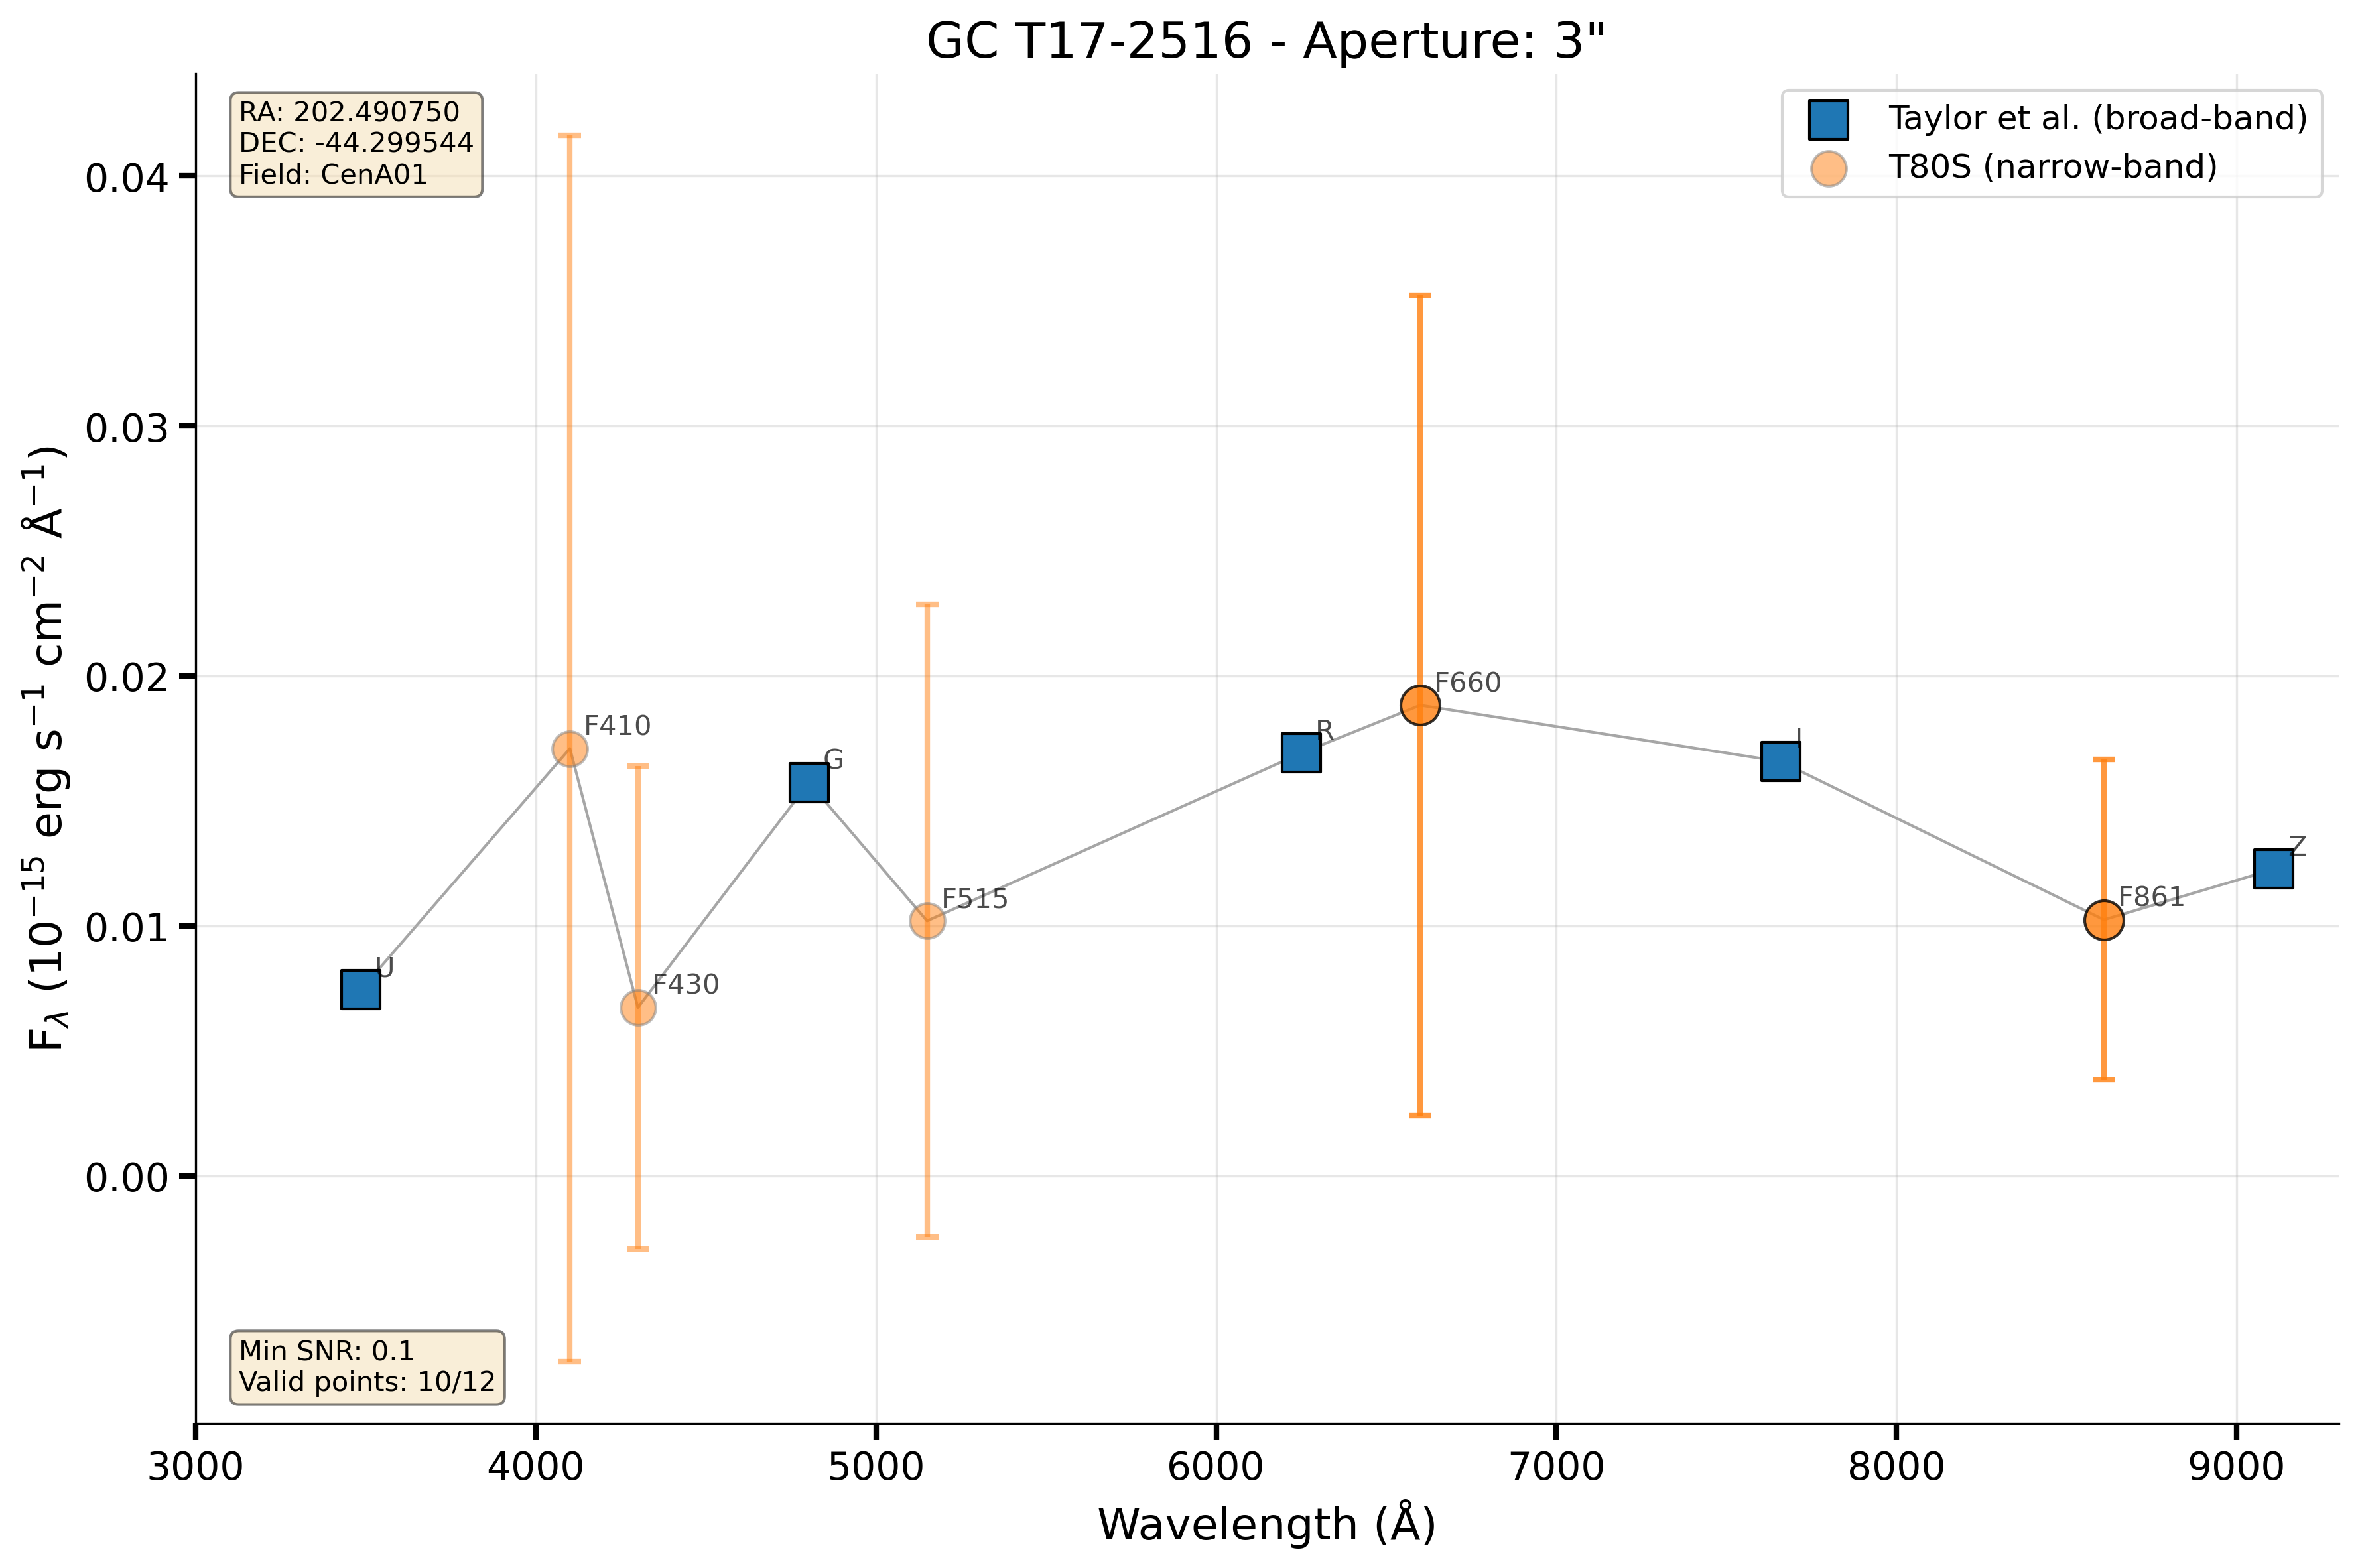 GC T17-2516 - Aperture: 3"
RA: 202.490750
DEC: -44.299544
Field: CenA01
Taylor et al. (broad-band)
T80S (narrow-band)
0.04
0.03
0.02
0.01
0.00
F_λ (10⁻¹⁵ erg s⁻¹ cm⁻² Å⁻¹)
U
F410
F430
G
F515
R
F660
I
F861
Z
Min SNR: 0.1
Valid points: 10/12
3000 4000 5000 6000 7000 8000 9000
Wavelength (Å)